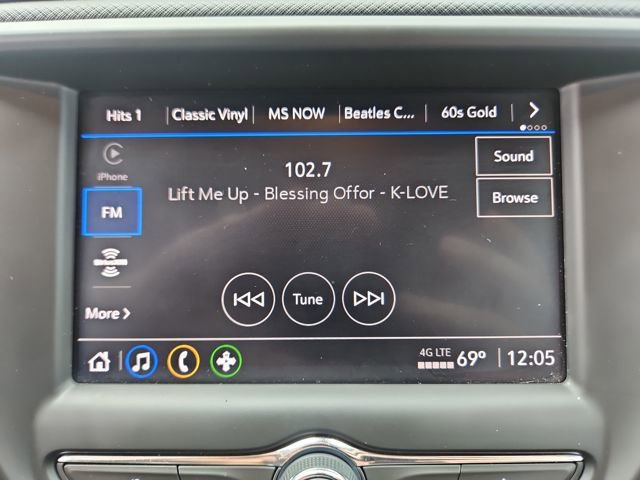 Hits 1 Classic Vinyl MS NOW Beatles C... 60s Gold >
iPhone
102.7
Sound
Lift Me Up - Blessing Offor - K-LOVE
FM
Browse
Tune
More >
4G LTE 69° 12:05